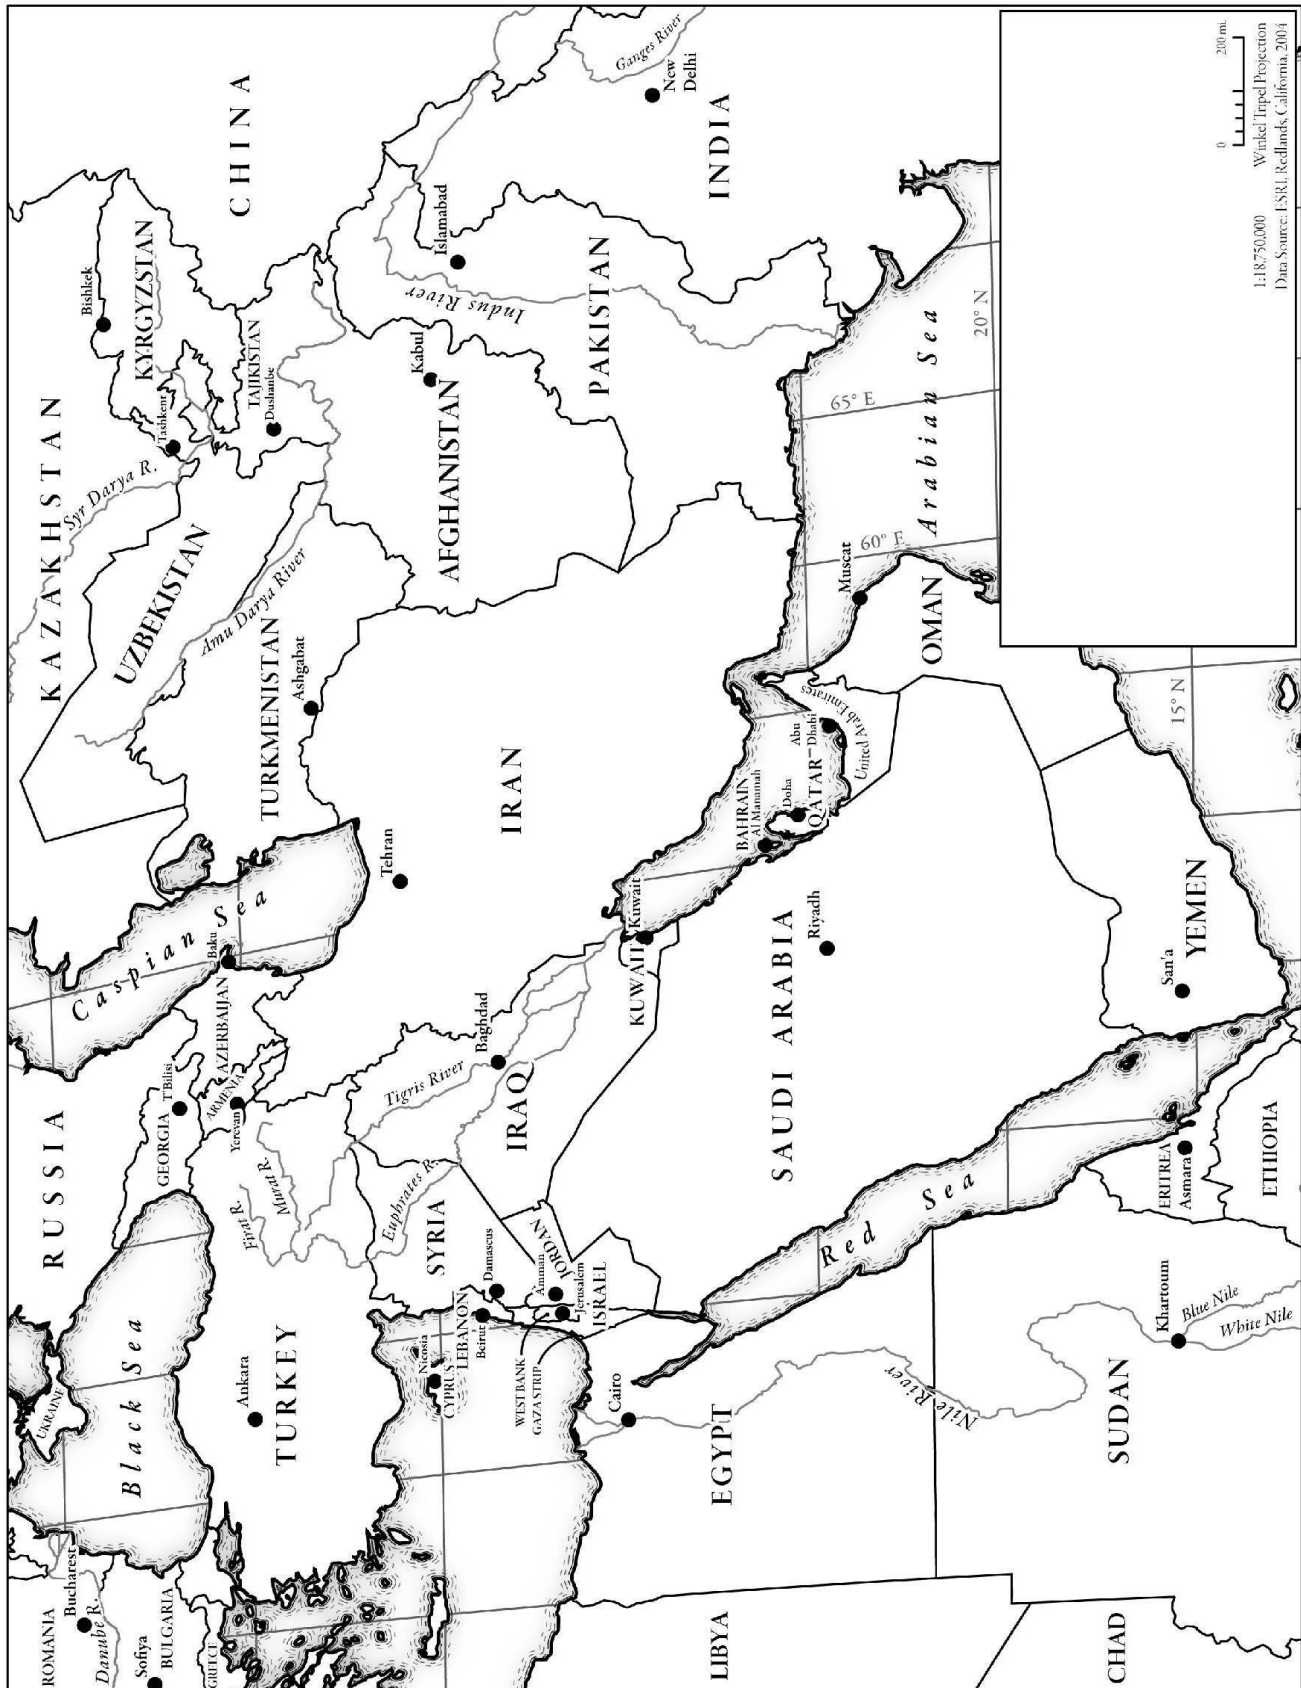 ROMANIA
Bucharest
Danube R.
Sofiya
BULGARIA
GREECE
UKRAINE
Black Sea
RUSSIA
GEORGIA
T'Bilisi
ARMENIA
Yerevan
AZERBAIJAN
Baku
Caspian Sea
KAZAKHSTAN
Syr Darya R.
UZBEKISTAN
Tashkent
Amu Darya River
TURKMENISTAN
Ashgabat
Bishkek
KYRGYZSTAN
TAJIKISTAN
Dushanbe
CHINA
Ankara
TURKEY
Firat R.
Murat R.
Nicosia
CYPRUS
LEBANON
Beirut
SYRIA
Damascus
Euphrates R.
Tigris River
Baghdad
IRAQ
WEST BANK
GAZA STRIP
Amman
JORDAN
Jerusalem
ISRAEL
Tehran
IRAN
Kabul
AFGHANISTAN
Islamabad
Indus River
PAKISTAN
Ganges River
New
Delhi
INDIA
Cairo
EGYPT
Nile River
LIBYA
KUWAIT
Kuwait
SAUDI ARABIA
Riyadh
BAHRAIN
Al Manamah
Doha
QATAR
Abu
Dhabi
United Arab Emirates
Muscat
OMAN
60° E
65° E
Arabian Sea
20° N
Red Sea
CHAD
SUDAN
Khartoum
Blue Nile
White Nile
ERITREA
Asmara
ETHIOPIA
San'a
YEMEN
15° N
0 200 mi.
1:18,750,000 Winkel Tripel Projection
Data Source: ESRI, Redlands, California, 2004